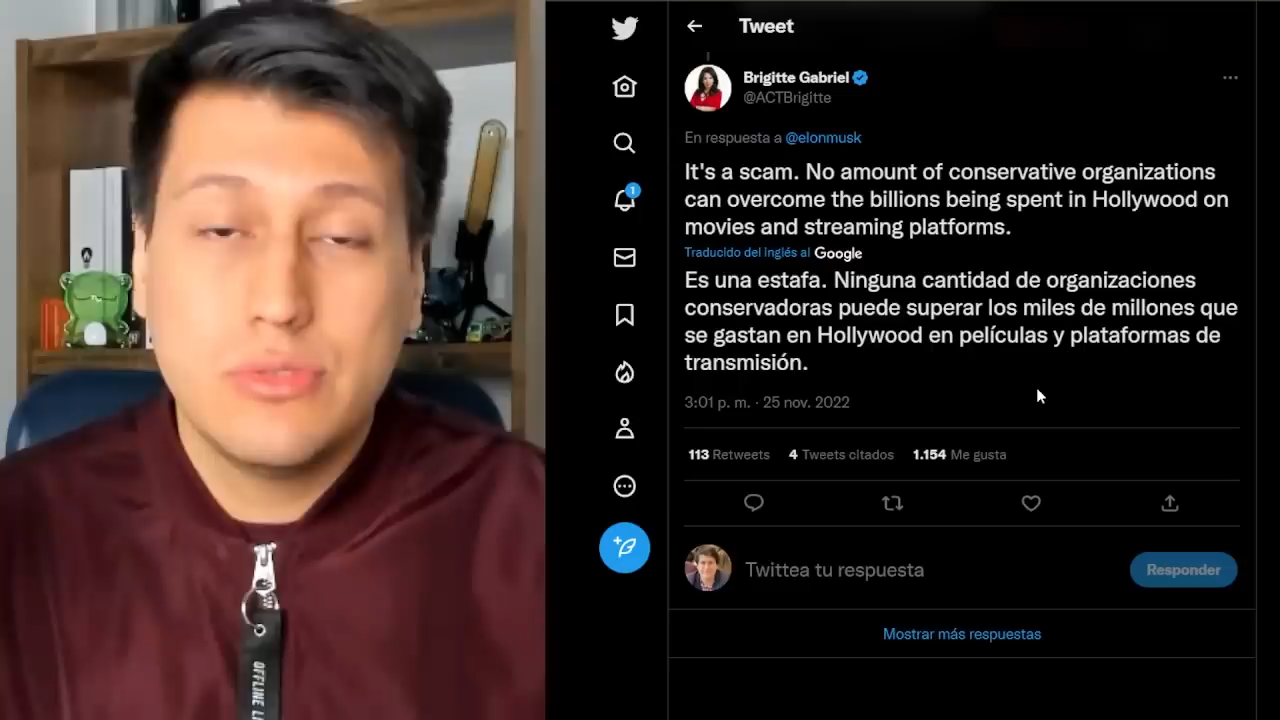 Tweet
Brigitte Gabriel
@ACTBrigitte
En respuesta a @elonmusk
It's a scam. No amount of conservative organizations
can overcome the billions being spent in Hollywood on
movies and streaming platforms.
Traducido del inglés al Google
Es una estafa. Ninguna cantidad de organizaciones
conservadoras puede superar los miles de millones que
se gastan en Hollywood en películas y plataformas de
transmisión.
3:01 p. m. · 25 nov. 2022
113 Retweets 4 Tweets citados 1.154 Me gusta
Twittea tu respuesta
Responder
Mostrar más respuestas
1
OFFLINE